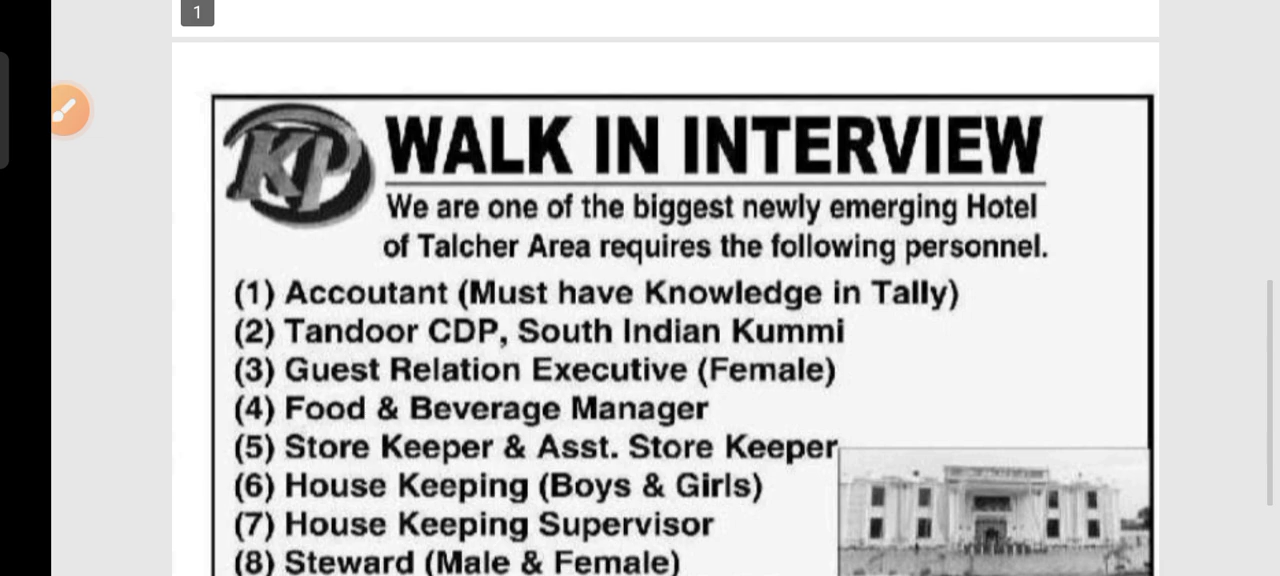 1
KP
WALK IN INTERVIEW
We are one of the biggest newly emerging Hotel
of Talcher Area requires the following personnel.
(1) Accoutant (Must have Knowledge in Tally)
(2) Tandoor CDP, South Indian Kummi
(3) Guest Relation Executive (Female)
(4) Food & Beverage Manager
(5) Store Keeper & Asst. Store Keeper
(6) House Keeping (Boys & Girls)
(7) House Keeping Supervisor
(8) Steward (Male & Female)